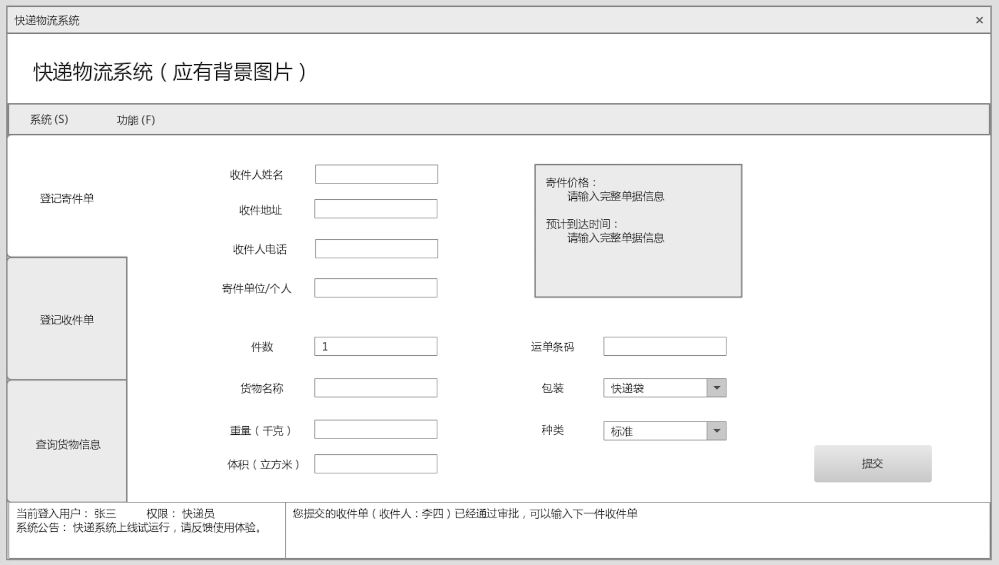 快递物流系统
×
快递物流系统（应有背景图片）
系统 (S) 功能 (F)
登记寄件单
登记收件单
查询货物信息
收件人姓名
收件地址
收件人电话
寄件单位/个人
寄件价格：
请输入完整单据信息
预计到达时间：
请输入完整单据信息
件数 1
货物名称
重量（千克）
体积（立方米）
运单条码
包装 快递袋
种类 标准
提交
当前登入用户： 张三 权限： 快递员
系统公告： 快递系统上线试运行，请反馈使用体验。
您提交的收件单（收件人：李四）已经通过审批，可以输入下一件收件单